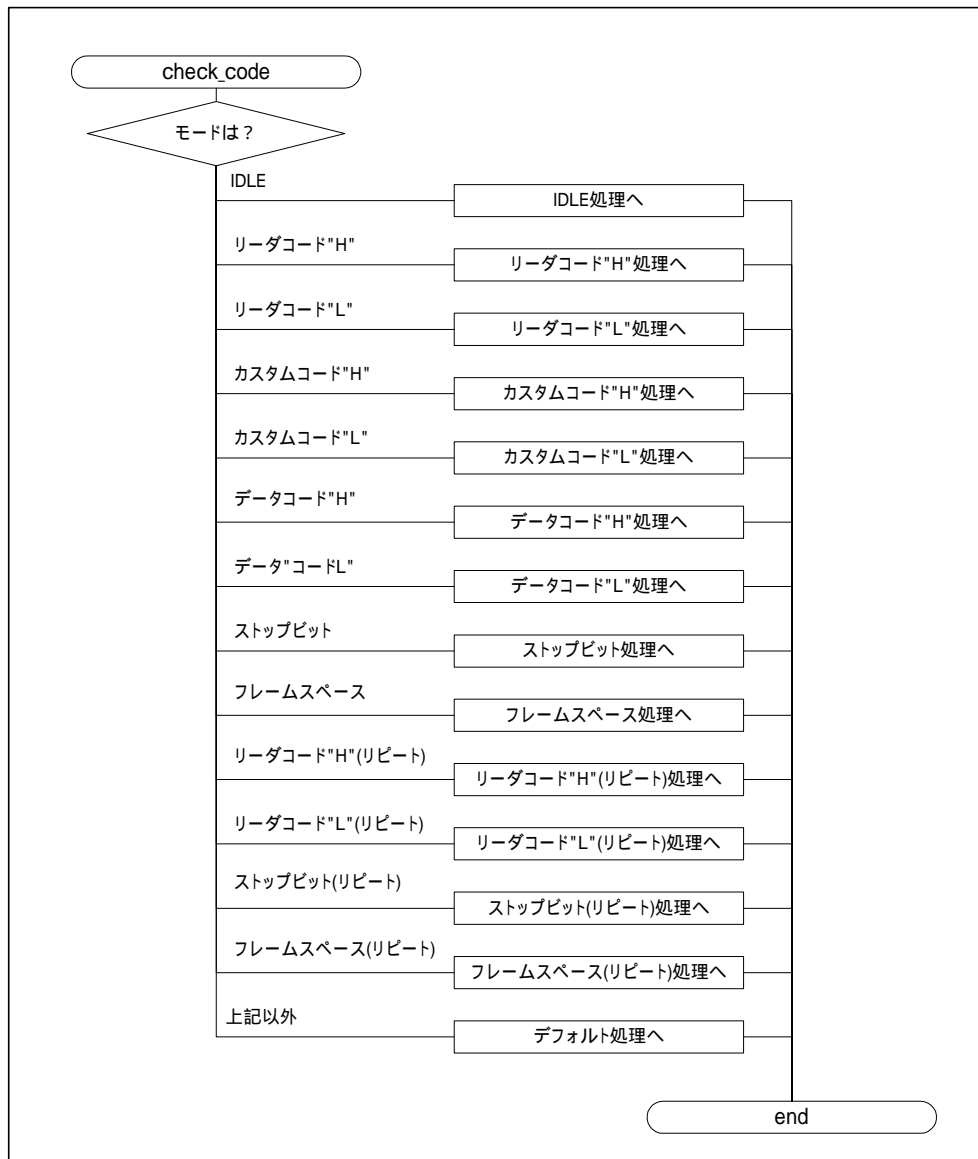 check_code
モードは？
IDLE
IDLE処理へ
リーダコード"H"
リーダコード"H"処理へ
リーダコード"L"
リーダコード"L"処理へ
カスタムコード"H"
カスタムコード"H"処理へ
カスタムコード"L"
カスタムコード"L"処理へ
データコード"H"
データコード"H"処理へ
データ"コードL"
データコード"L"処理へ
ストップビット
ストップビット処理へ
フレームスペース
フレームスペース処理へ
リーダコード"H"(リピート)
リーダコード"H"(リピート)処理へ
リーダコード"L"(リピート)
リーダコード"L"(リピート)処理へ
ストップビット(リピート)
ストップビット(リピート)処理へ
フレームスペース(リピート)
フレームスペース(リピート)処理へ
上記以外
デフォルト処理へ
end